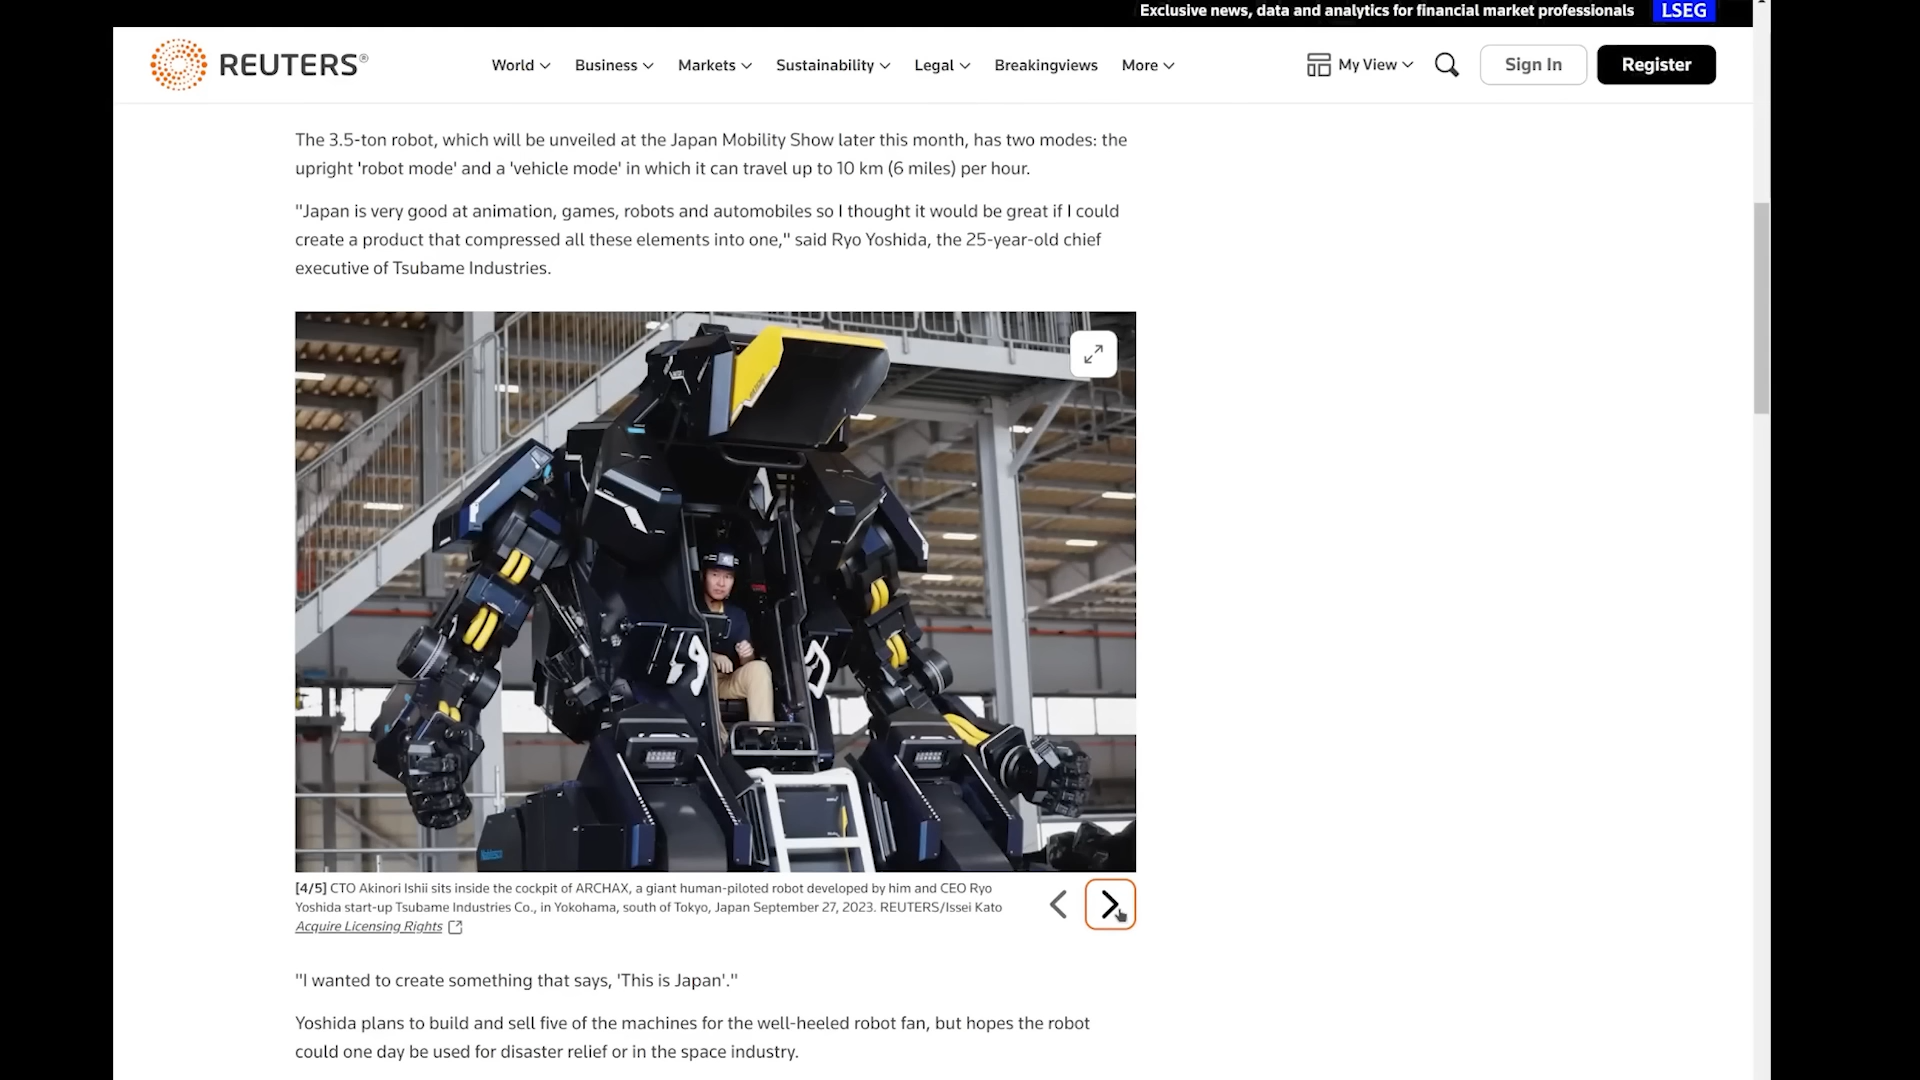 Exclusive news, data and analytics for financial market professionals LSEG
REUTERS®
World Business Markets Sustainability Legal Breakingviews More
My View Sign In Register
The 3.5-ton robot, which will be unveiled at the Japan Mobility Show later this month, has two modes: the
upright 'robot mode' and a 'vehicle mode' in which it can travel up to 10 km (6 miles) per hour.
"Japan is very good at animation, games, robots and automobiles so I thought it would be great if I could
create a product that compressed all these elements into one," said Ryo Yoshida, the 25-year-old chief
executive of Tsubame Industries.
[4/5] CTO Akinori Ishii sits inside the cockpit of ARCHAX, a giant human-piloted robot developed by him and CEO Ryo
Yoshida start-up Tsubame Industries Co., in Yokohama, south of Tokyo, Japan September 27, 2023. REUTERS/Issei Kato
Acquire Licensing Rights
"I wanted to create something that says, 'This is Japan'."
Yoshida plans to build and sell five of the machines for the well-heeled robot fan, but hopes the robot
could one day be used for disaster relief or in the space industry.